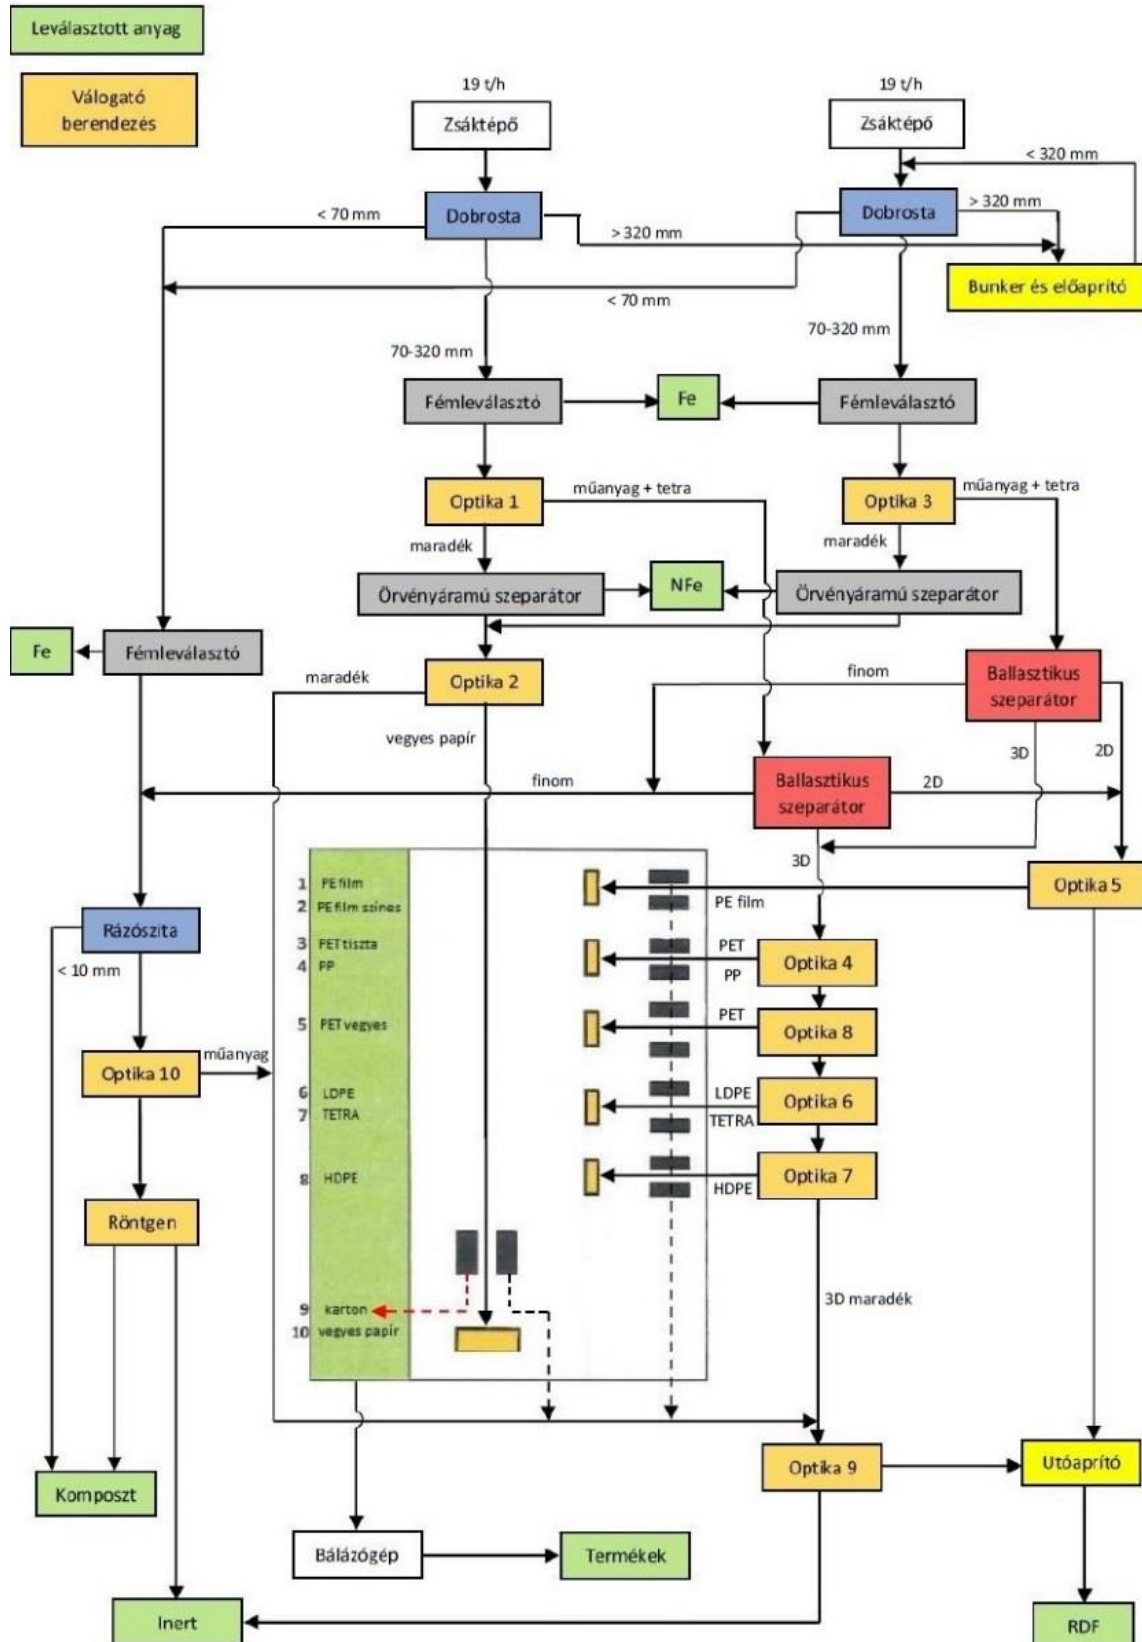 Leválasztott anyag
Válogató
berendezés
19 t/h
19 t/h
Zsáktépő
Zsáktépő
< 320 mm
< 70 mm
Dobrosta
> 320 mm
Dobrosta
> 320 mm
Bunker és előaprító
< 70 mm
70-320 mm
70-320 mm
Fémleválasztó
Fe
Fémleválasztó
Optika 1
műanyag + tetra
Optika 3
műanyag + tetra
maradék
maradék
Örvényáramú szeparátor
NFe
Örvényáramú szeparátor
Fe
Fémleválasztó
maradék
Optika 2
finom
Ballasztikus
szeparátor
vegyes papír
3D
2D
finom
Ballasztikus
szeparátor
2D
3D
1 PE film
2 PE film színes
3 PET tiszta
4 PP
5 PET vegyes
6 LDPE
7 TETRA
8 HDPE
9 karton
10 vegyes papír
PE film
Optika 5
PET
PP
Optika 4
PET
Optika 8
LDPE
TETRA
Optika 6
HDPE
Optika 7
Rázószita
< 10 mm
Optika 10
műanyag
Röntgen
3D maradék
Komposzt
Optika 9
Utóaprító
Bálázógép
Termékek
Inert
RDF